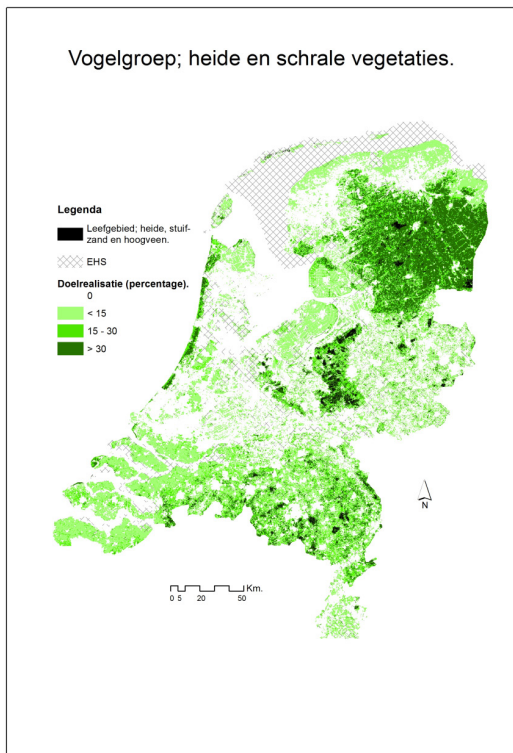 Vogelgroep; heide en schrale vegetaties.
Legenda
Leefgebied; heide, stuif-
zand en hoogveen.
EHS
Doelrealisatie (percentage).
0
< 15
15 - 30
> 30
N
Km.
0 5 20 50